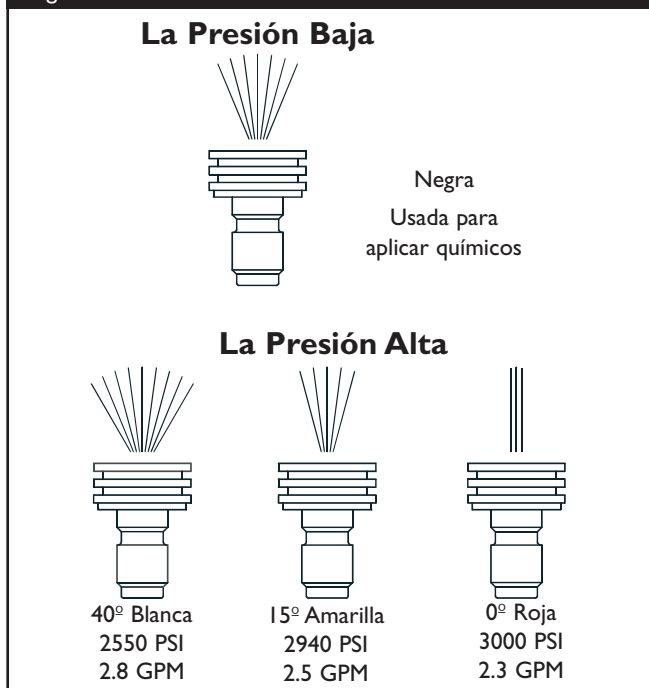 La Presión Baja
Negra
Usada para
aplicar químicos
La Presión Alta
40º Blanca
2550 PSI
2.8 GPM
15º Amarilla
2940 PSI
2.5 GPM
0º Roja
3000 PSI
2.3 GPM